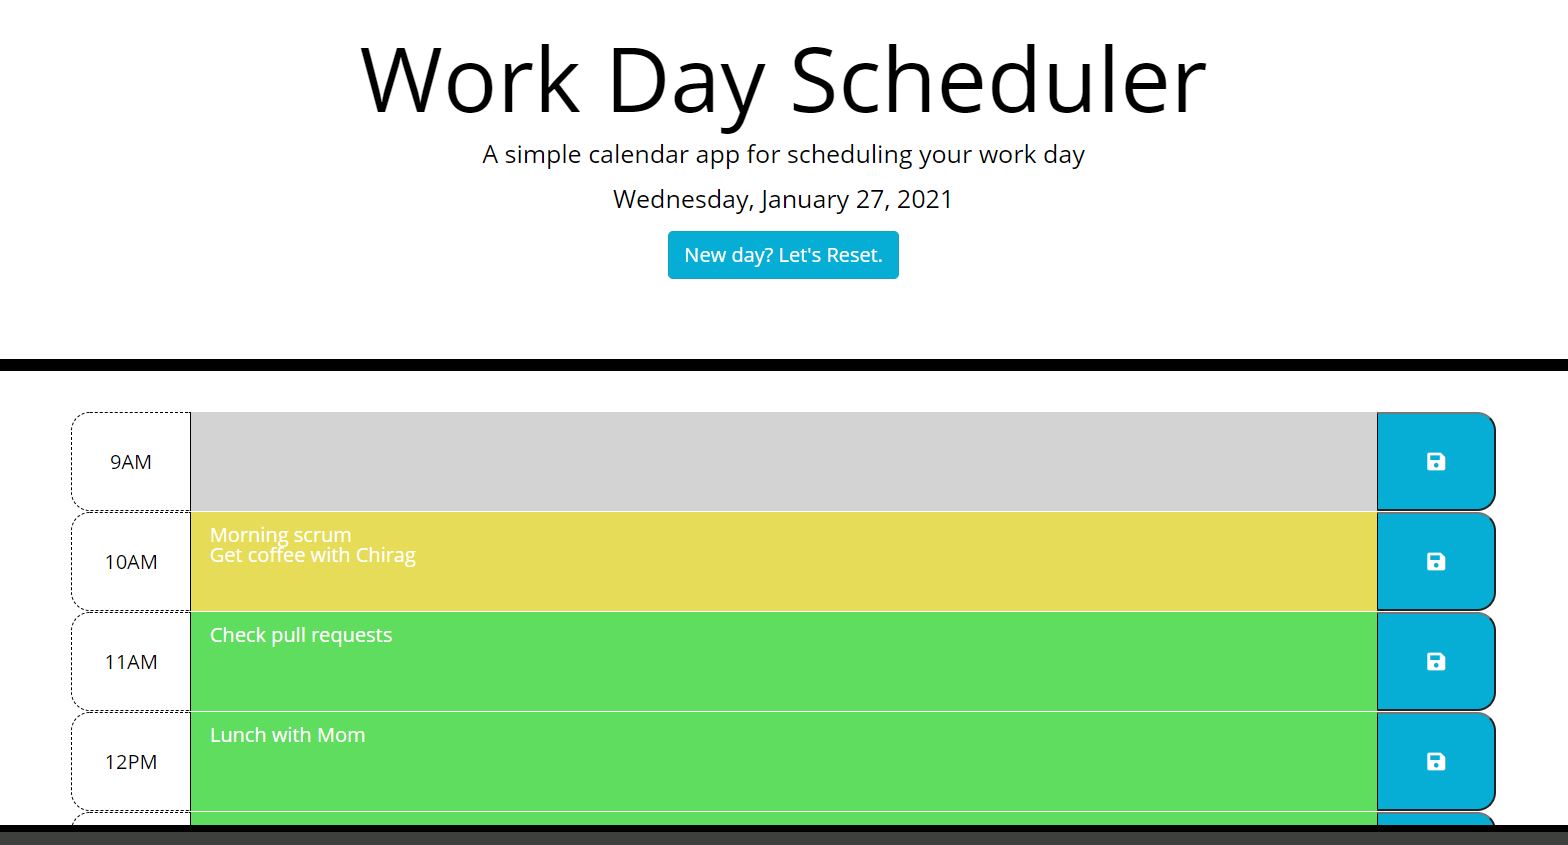 Work Day Scheduler
A simple calendar app for scheduling your work day
Wednesday, January 27, 2021
New day? Let's Reset.
9AM
10AM
Morning scrum
Get coffee with Chirag
11AM
Check pull requests
12PM
Lunch with Mom